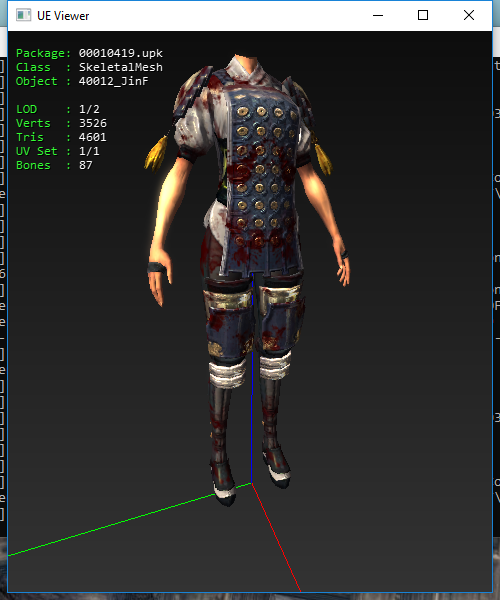 UE Viewer
Package: 00010419.upk
Class : SkeletalMesh
Object : 40012_JinF
LOD : 1/2
Verts : 3526
Tris : 4601
UV Set : 1/1
Bones : 87